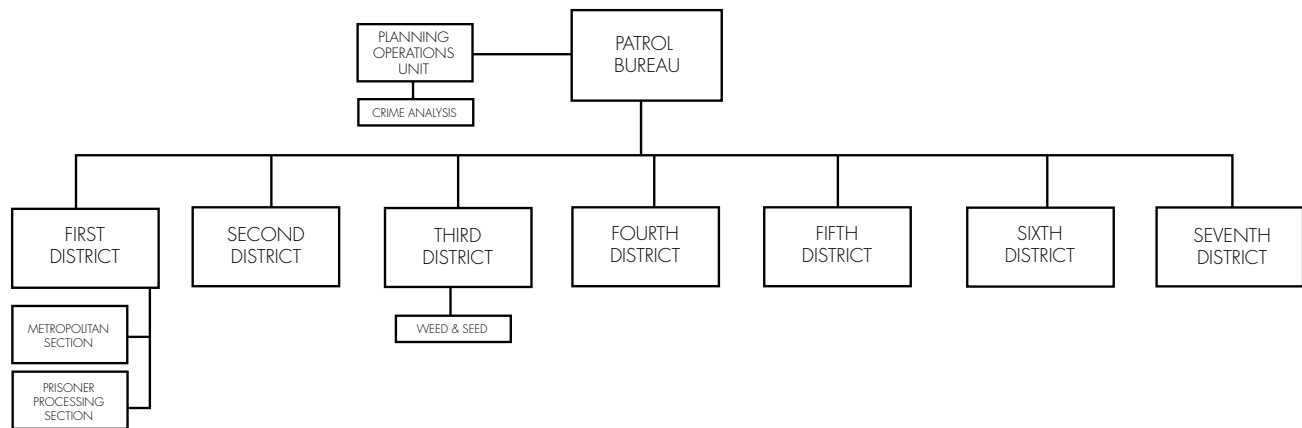 PLANNING
OPERATIONS
UNIT
PATROL
BUREAU
CRIME ANALYSIS
FIRST
DISTRICT
SECOND
DISTRICT
THIRD
DISTRICT
FOURTH
DISTRICT
FIFTH
DISTRICT
SIXTH
DISTRICT
SEVENTH
DISTRICT
METROPOLITAN
SECTION
WEED & SEED
PRISONER
PROCESSING
SECTION